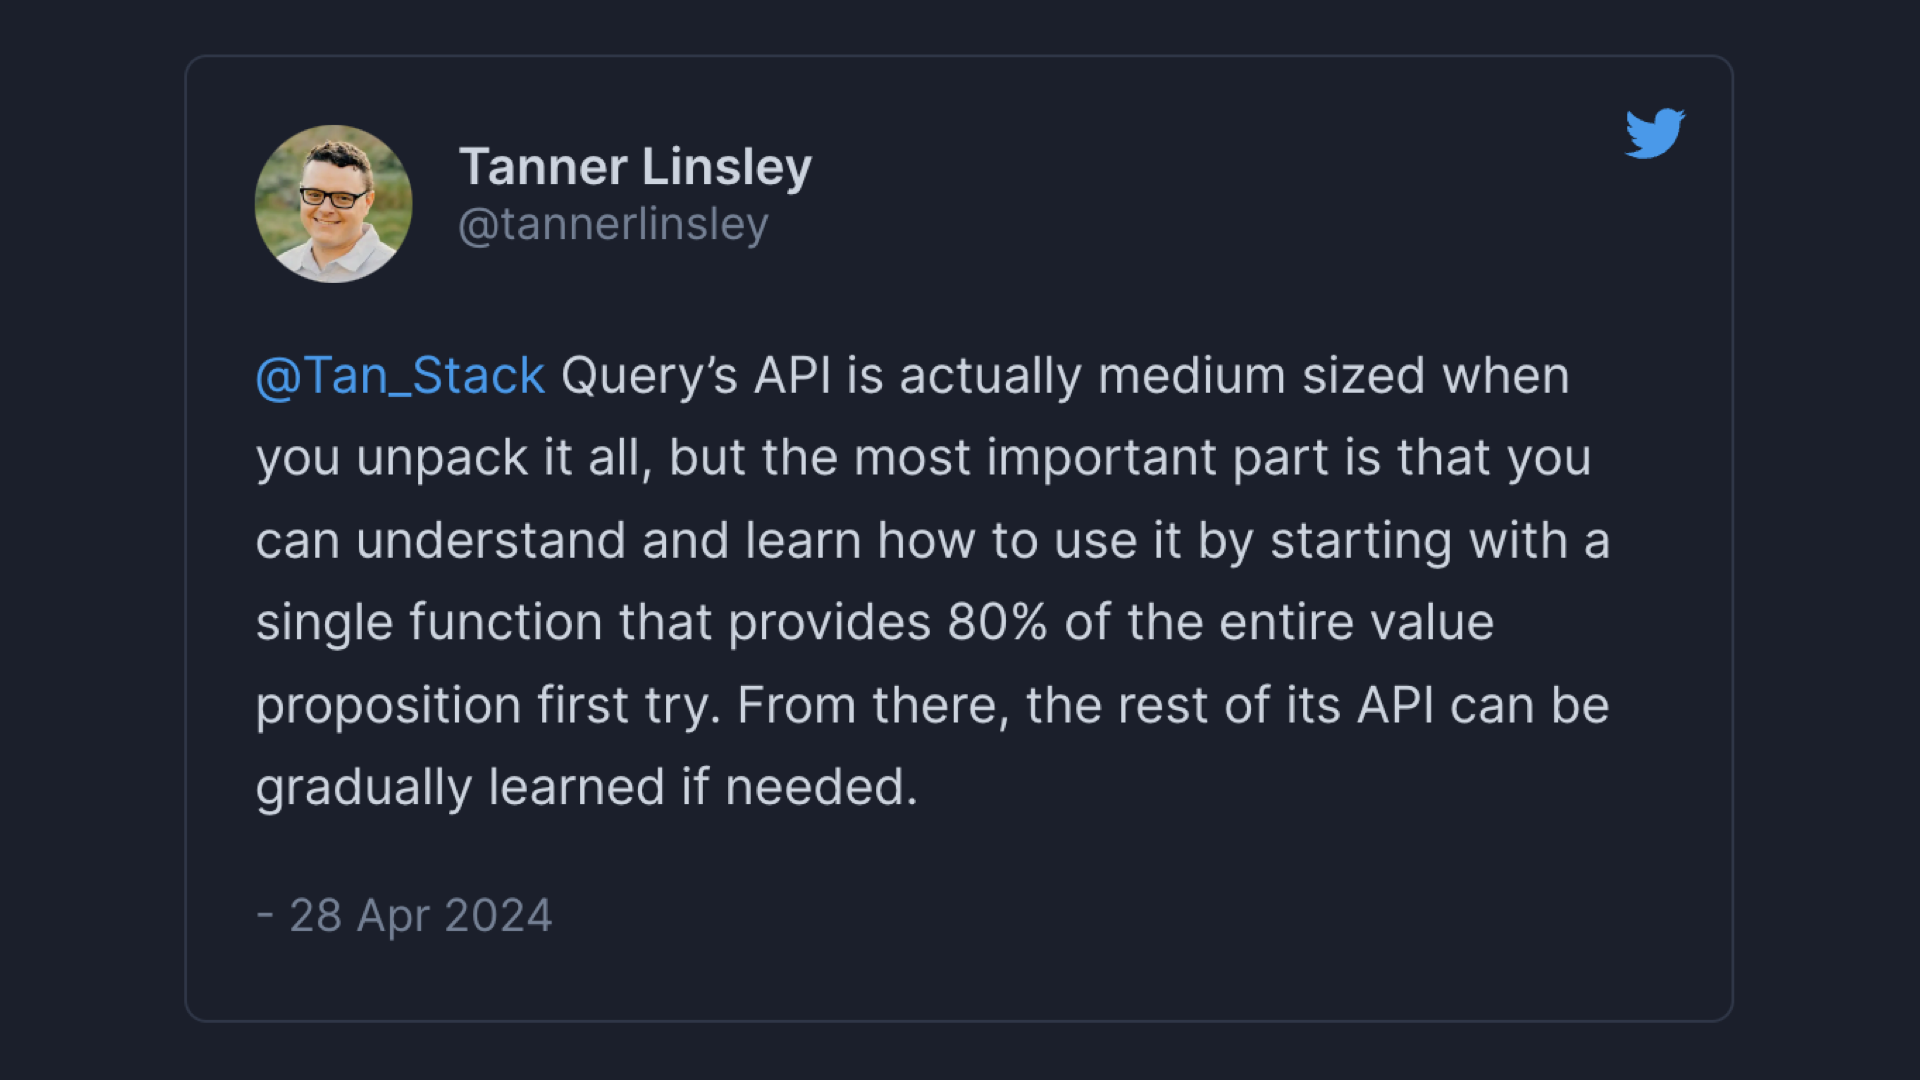 Tanner Linsley
@tannerlinsley
@Tan_Stack Query’s API is actually medium sized when
you unpack it all, but the most important part is that you
can understand and learn how to use it by starting with a
single function that provides 80% of the entire value
proposition first try. From there, the rest of its API can be
gradually learned if needed.
- 28 Apr 2024